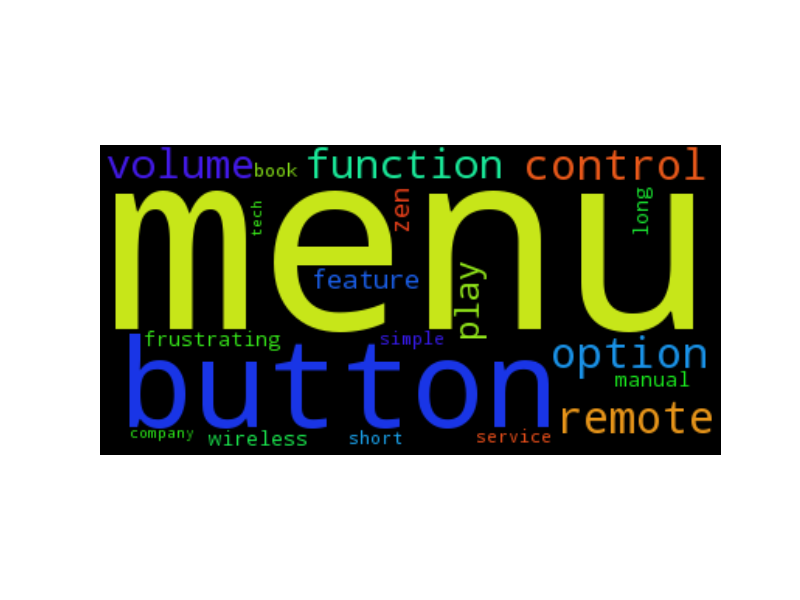 volume book function control
menu
tech
zen
long
feature
play
frustrating
simple
button
option
manual
remote
company
wireless
short
service